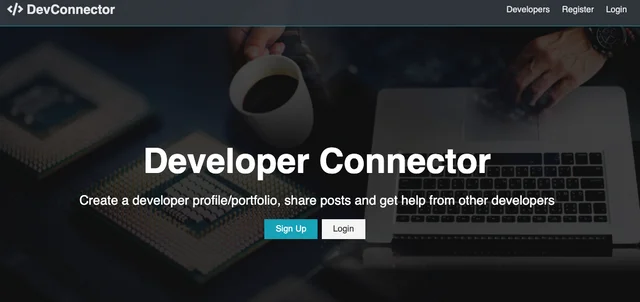 </> DevConnector
Developers Register Login
Developer Connector
Create a developer profile/portfolio, share posts and get help from other developers
Sign Up Login